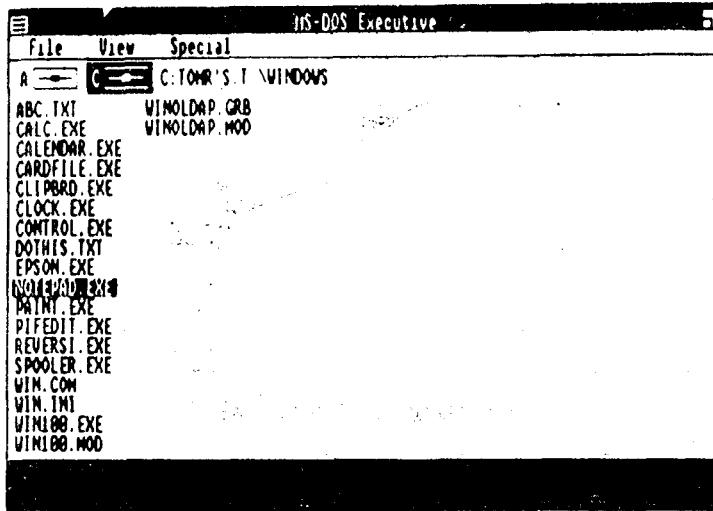 MS-DOS Executive
File View Special
A C C:TOMR'S.T \WINDOWS
ABC.TXT WINOLDAP.GRB
CALC.EXE WINOLDAP.MOD
CALENDAR.EXE
CARDFILE.EXE
CLIPBRD.EXE
CLOCK.EXE
CONTROL.EXE
DOTHIS.TXT
EPSON.EXE
NOTEPAD.EXE
PAINT.EXE
PIFEDIT.EXE
REVERSI.EXE
SPOOLER.EXE
WIN.COM
WIN.INI
WIN100.EXE
WIN100.MOD